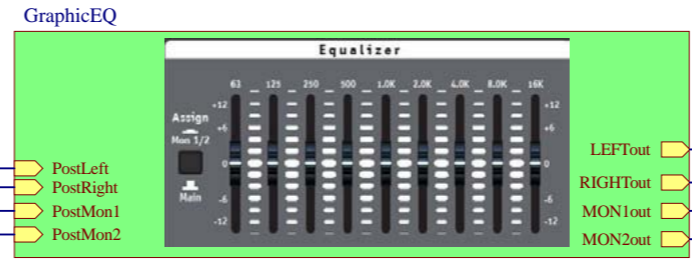 GraphicEQ
Equalizer
63 125 250 500 1.0K 2.0K 4.0K 8.0K 16K
+12 +12
Assign
+6 +6
Mon 1/2
0 0
Main
-6 -6
-12 -12
PostLeft
PostRight
PostMon1
PostMon2
LEFTout
RIGHTout
MON1out
MON2out